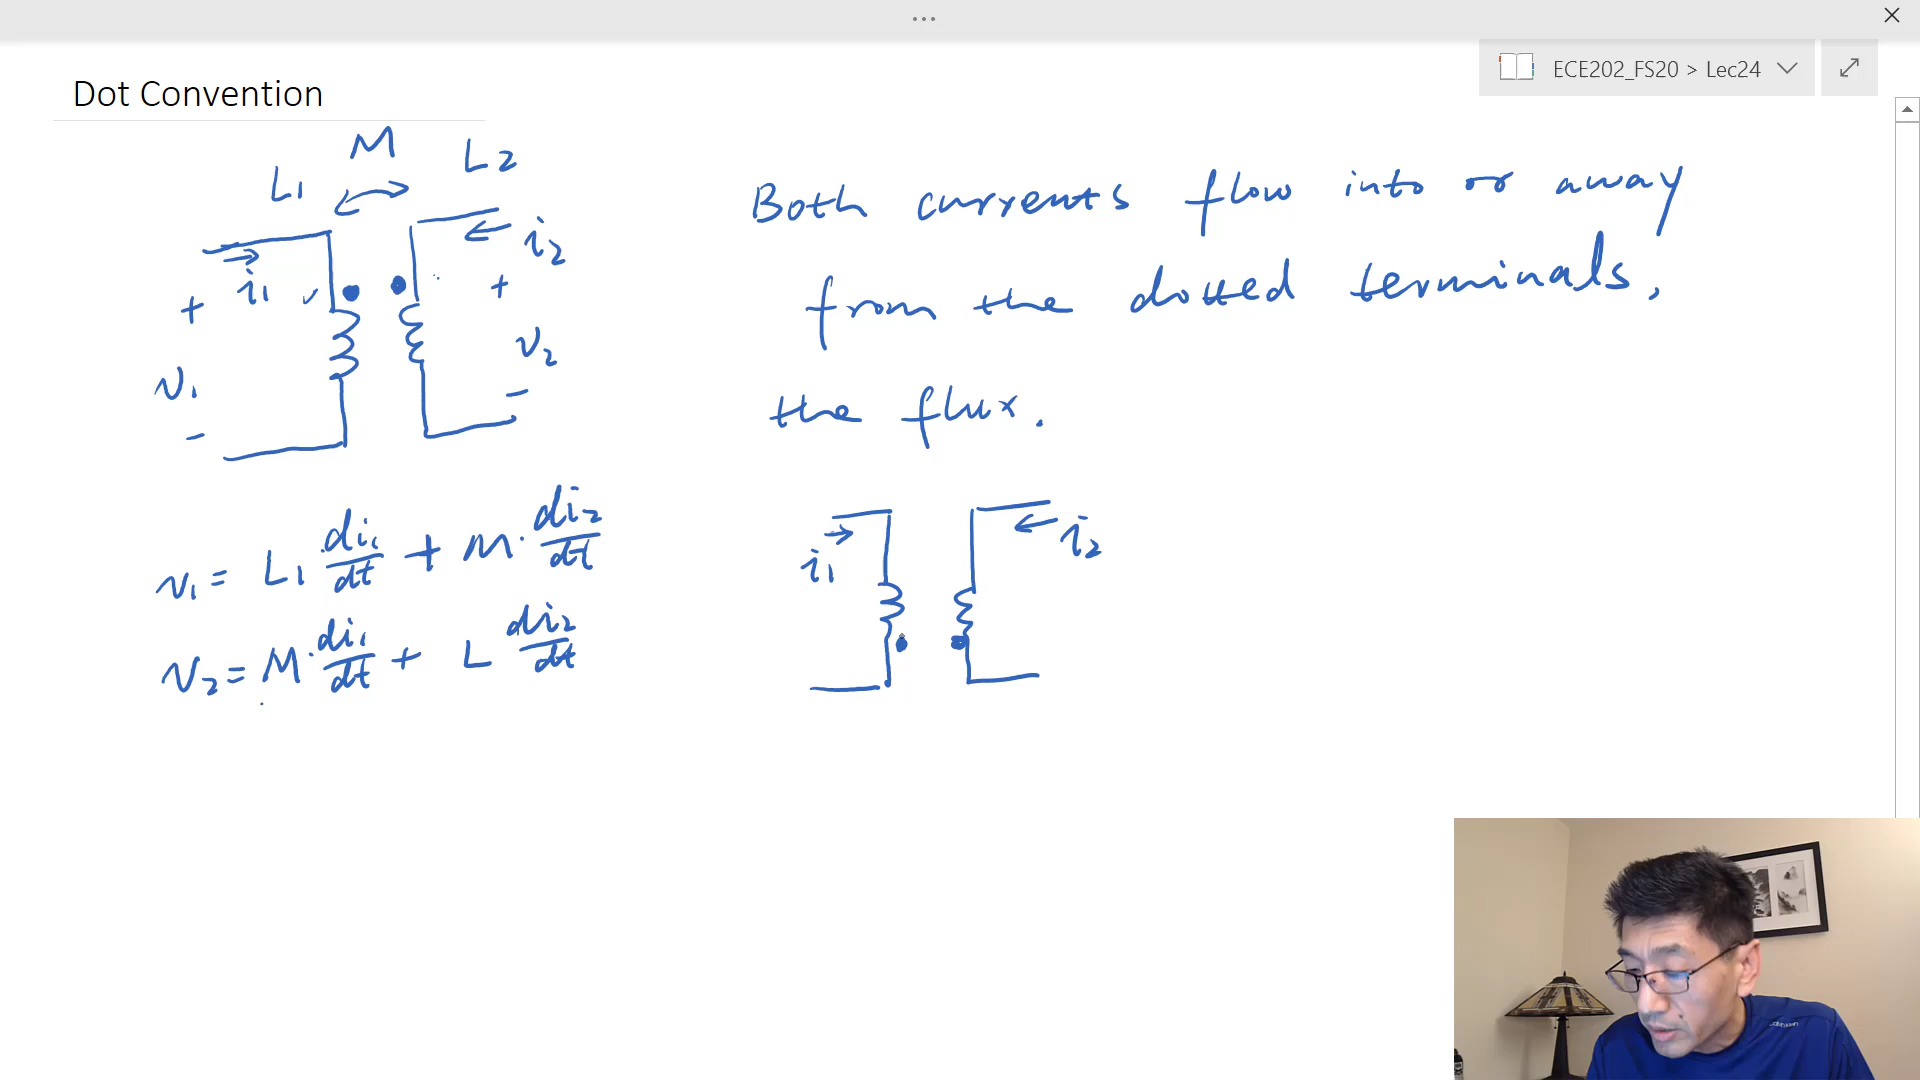 ...
ECE202_FS20 > Lec24
Dot Convention
M
L1 L2
i1 i2
+ +
v1 v2
- -
v1 = L1 di1/dt + M · di2/dt
v2 = M · di1/dt + L di2/dt
Both currents flow into or away
from the dotted terminals,
the flux.
i1 i2